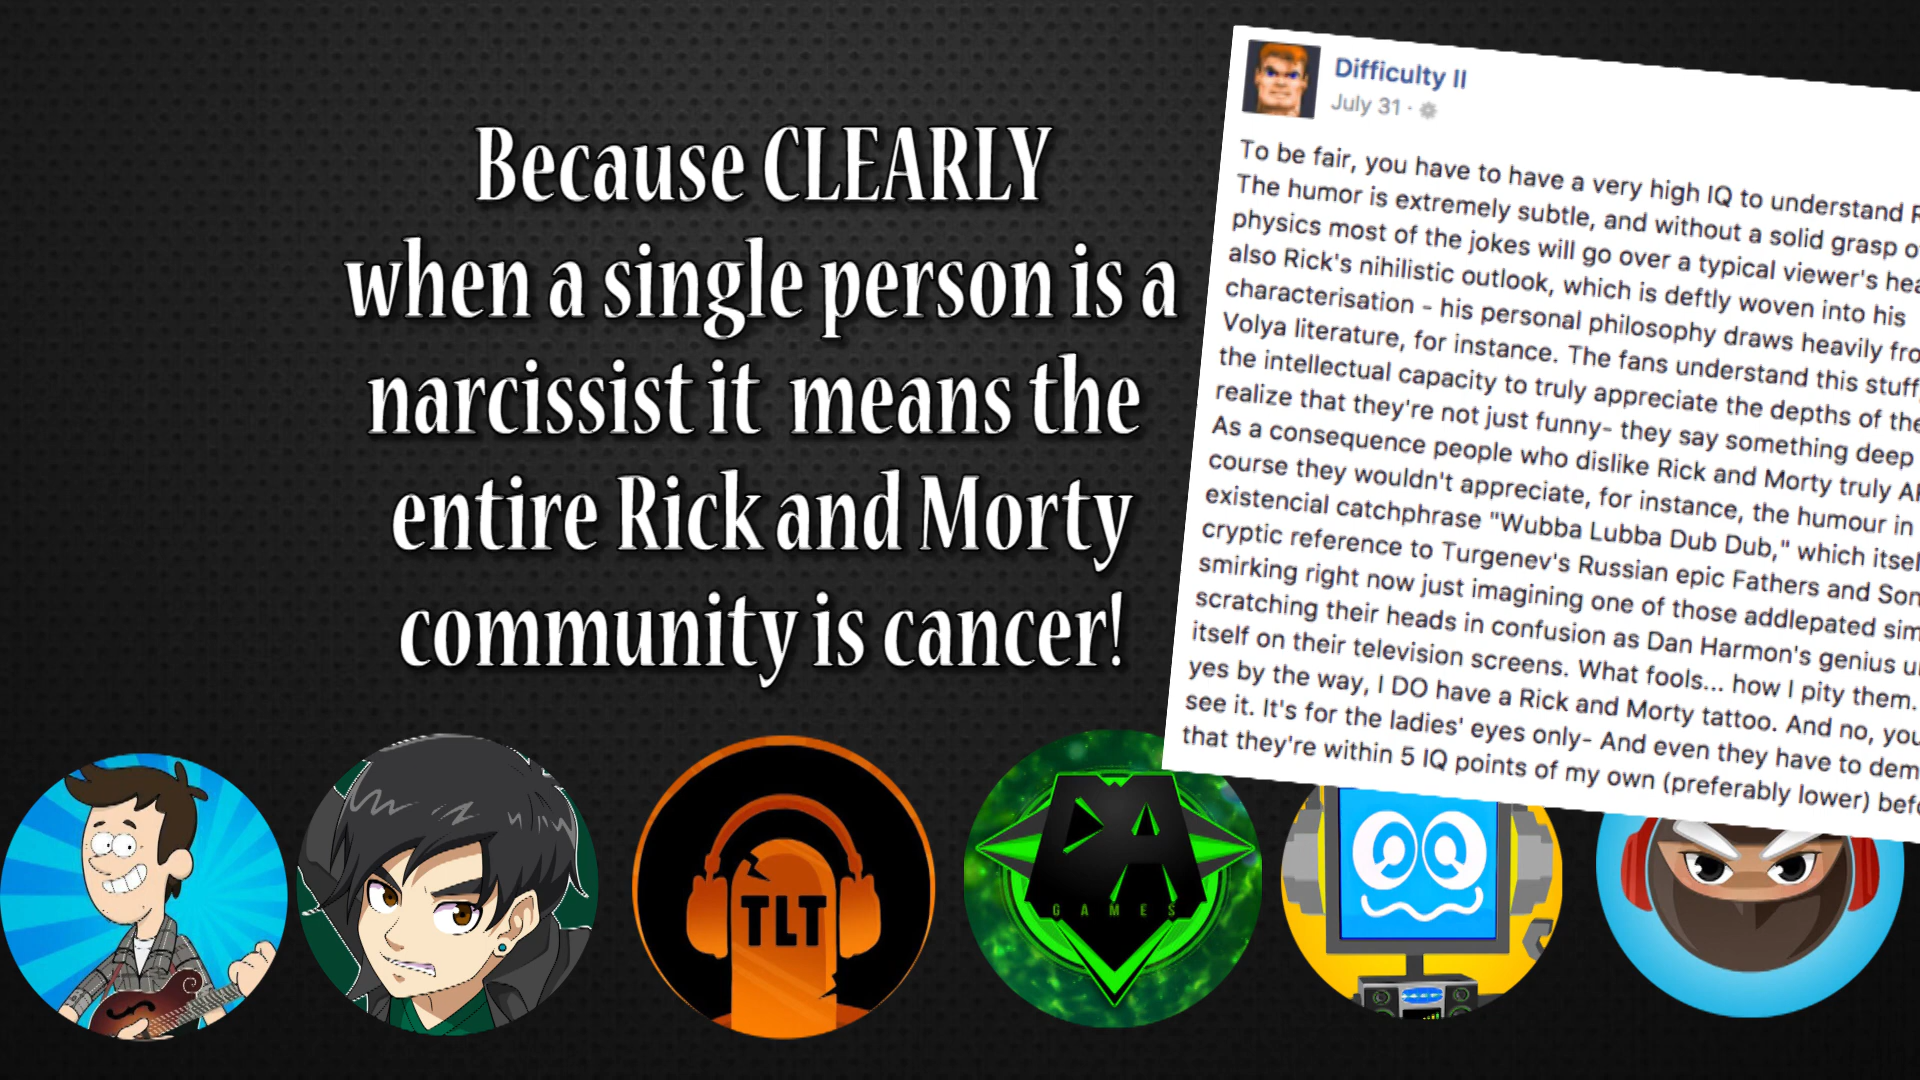 Because CLEARLY
when a single person is a
narcissist it means the
entire Rick and Morty
community is cancer!
Difficulty II
July 31 ·
To be fair, you have to have a very high IQ to understand
The humor is extremely subtle, and without a solid grasp
physics most of the jokes will go over a typical viewer's
also Rick's nihilistic outlook, which is deftly woven into his
characterisation - his personal philosophy draws heavily
Volya literature, for instance. The fans understand this stuff
the intellectual capacity to truly appreciate the depths of
realize that they're not just funny- they say something deep
As a consequence people who dislike Rick and Morty truly
course they wouldn't appreciate, for instance, the humour in
existencial catchphrase "Wubba Lubba Dub Dub," which
cryptic reference to Turgenev's Russian epic Fathers and
smirking right now just imagining one of those addlepated
scratching their heads in confusion as Dan Harmon's genius
itself on their television screens. What fools... how I pity them.
yes by the way, I DO have a Rick and Morty tattoo. And no,
see it. It's for the ladies' eyes only- And even they have to
that they're within 5 IQ points of my own (preferably lower)
TLT
DA
GAMES